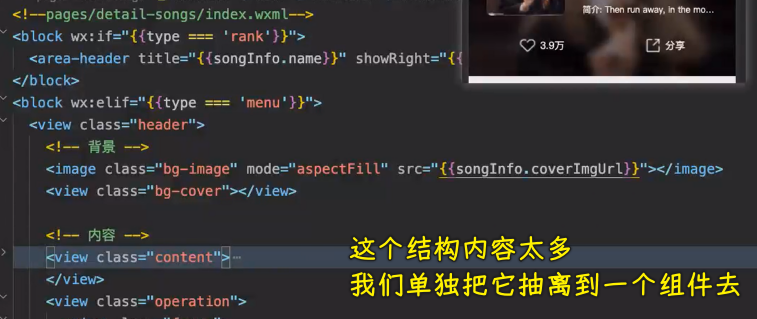 <!--pages/detail-songs/index.wxml-->
<block wx:if="{{type === 'rank'}}">
<area-header title="{{songInfo.name}}" showRight="{{
</block>
<block wx:elif="{{type === 'menu'}}">
<view class="header">
<!-- 背景 -->
<image class="bg-image" mode="aspectFill" src="{{songInfo.coverImgUrl}}"></image>
<view class="bg-cover"></view>
<!-- 内容 -->
<view class="content">
</view>
<view class="operation">
简介: Then run away, in the mo...
3.9万
分享
这个结构内容太多
我们单独把它抽离到一个组件去